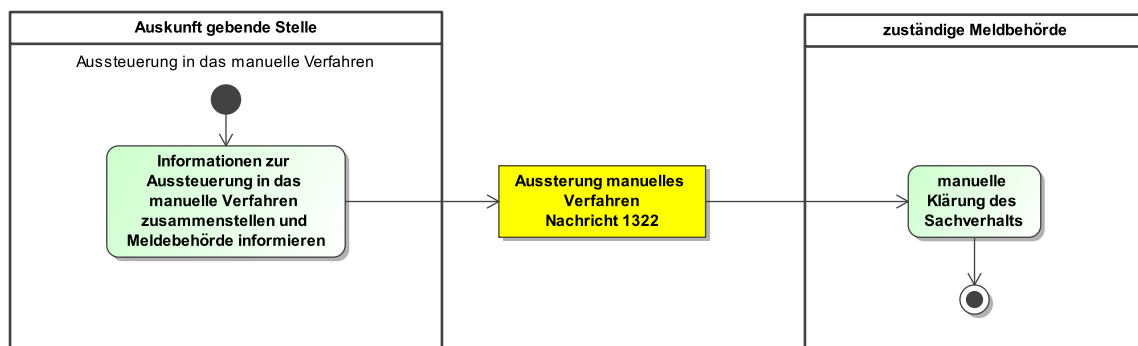 Auskunft gebende Stelle
zuständige Meldbehörde
Aussteuerung in das manuelle Verfahren
Informationen zur
Aussteuerung in das
manuelle Verfahren
zusammenstellen und
Meldebehörde informieren
Aussterung manuelles
Verfahren
Nachricht 1322
manuelle
Klärung des
Sachverhalts